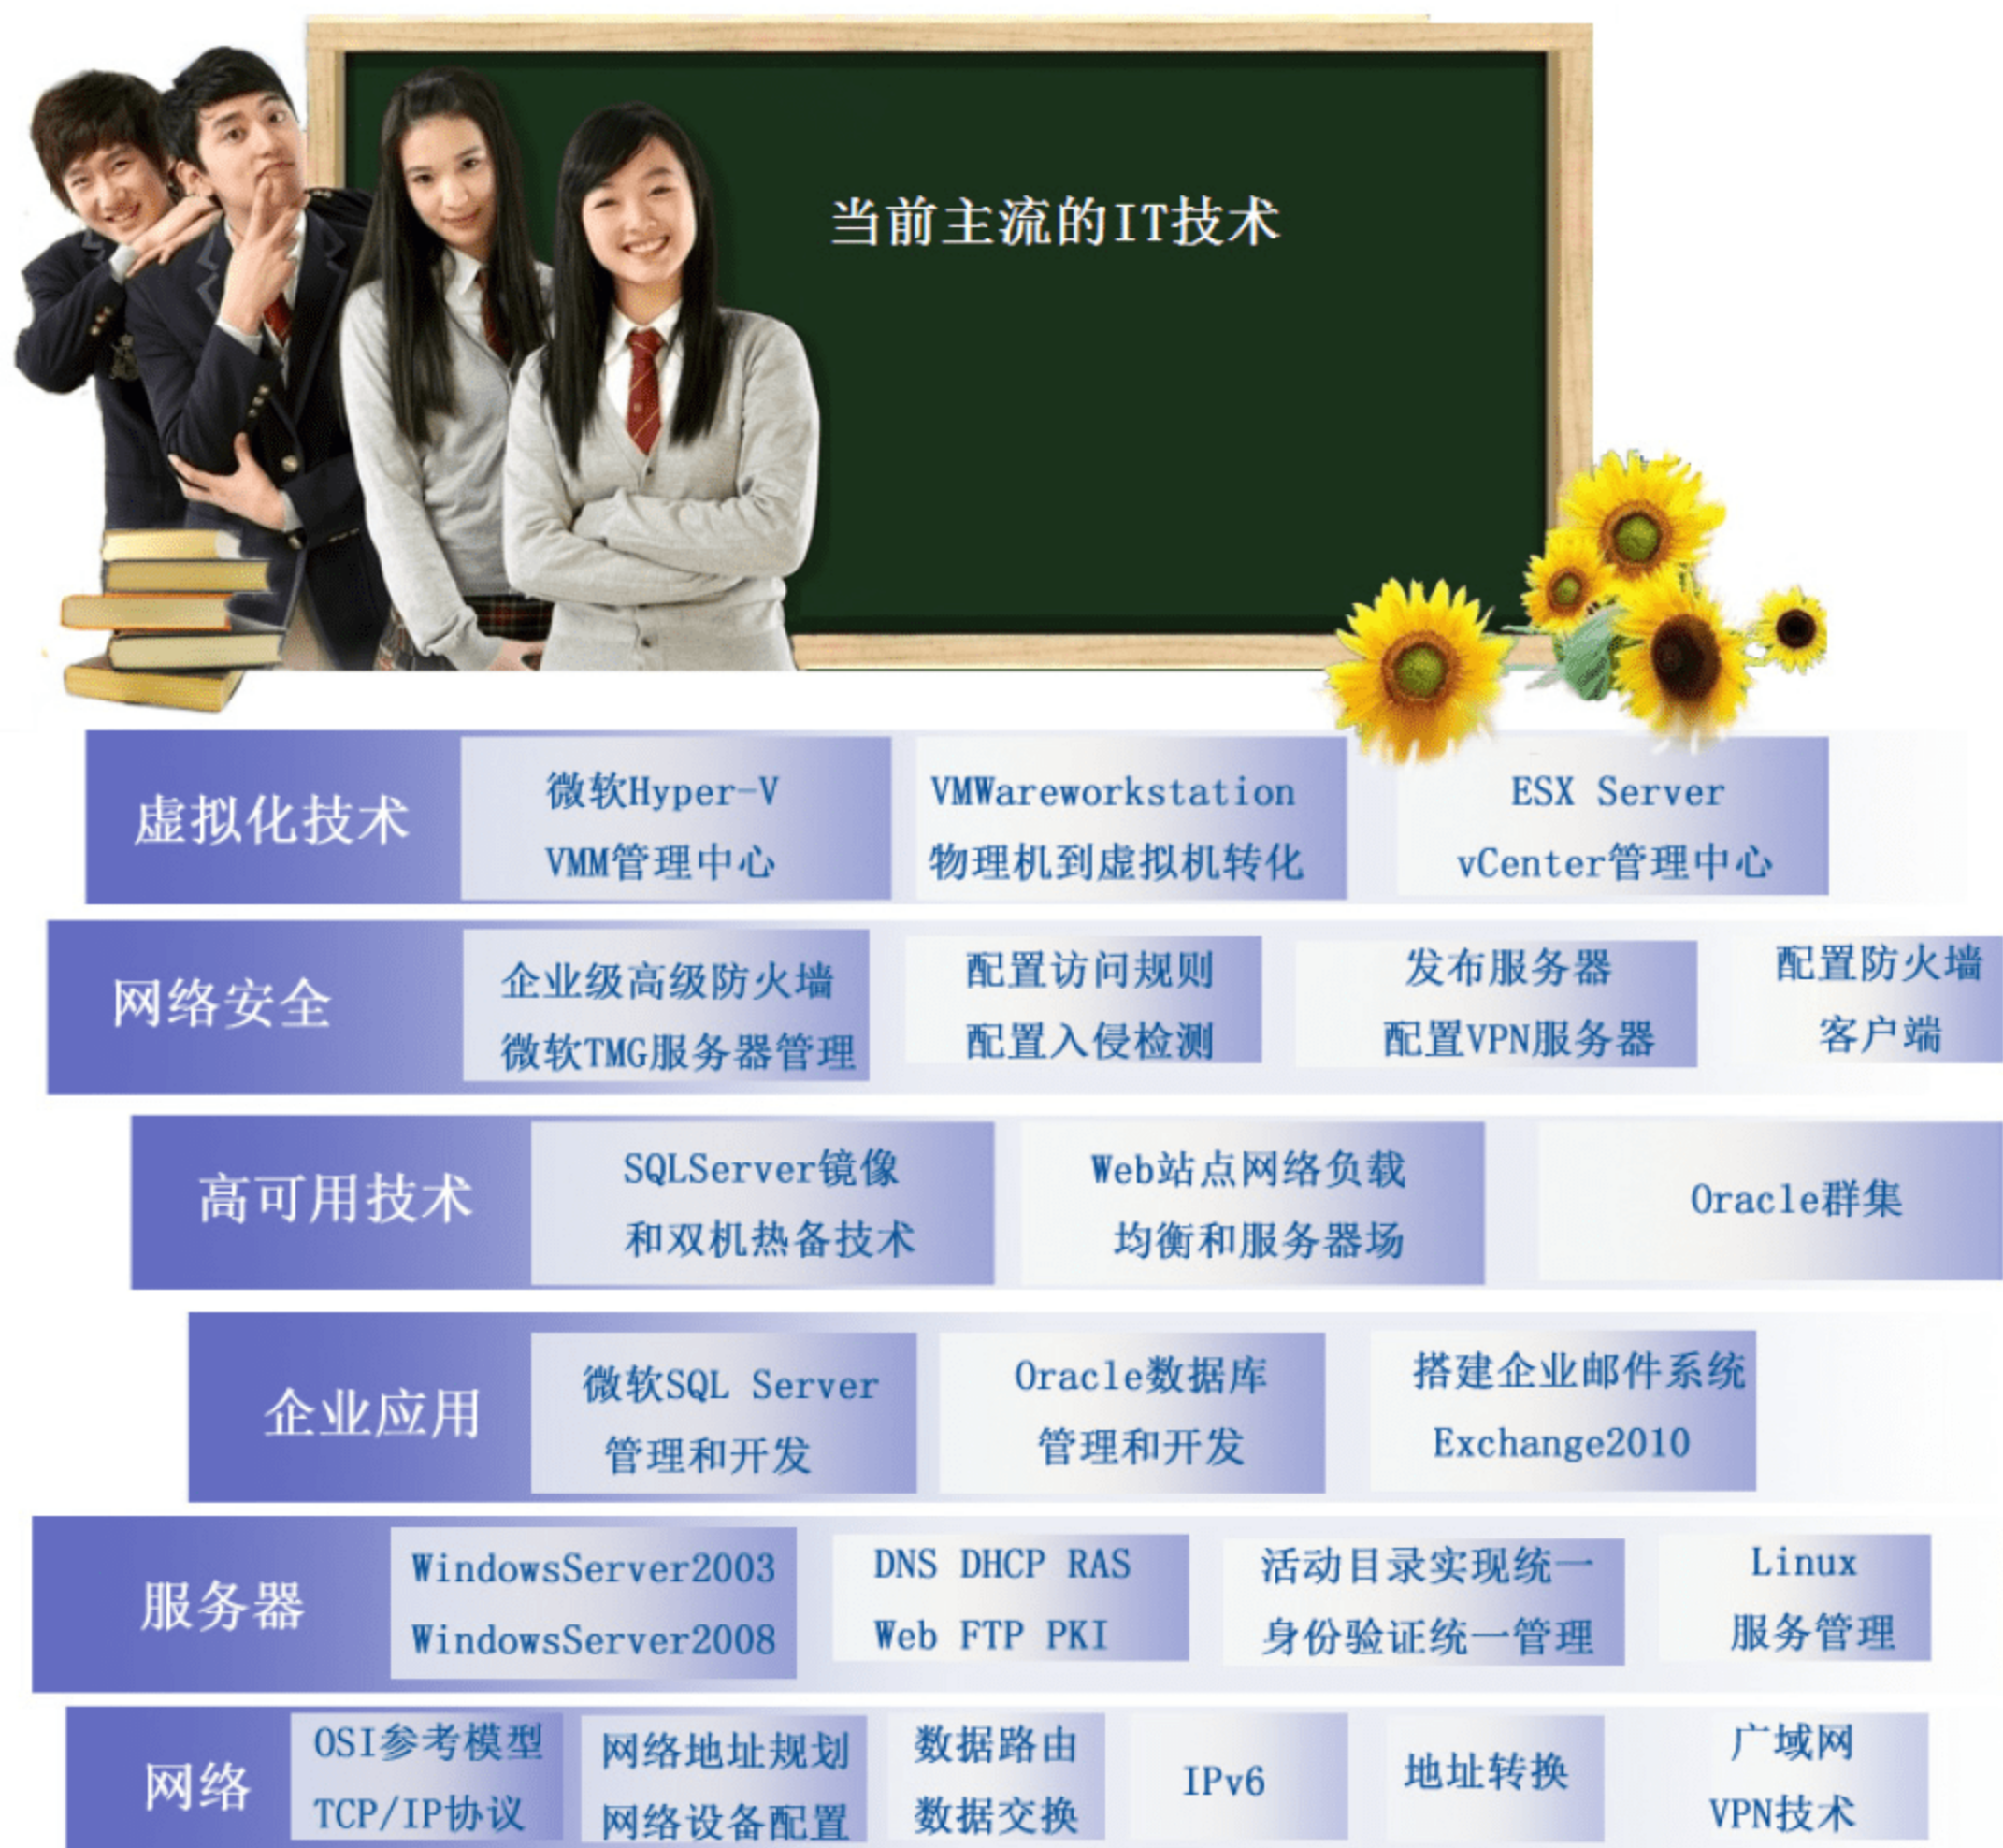 当前主流的IT技术
虚拟化技术
微软Hyper-V
VMM管理中心
VMWareworkstation
物理机到虚拟机转化
ESX Server
vCenter管理中心
网络安全
企业级高级防火墙
微软TMG服务器管理
配置访问规则
配置入侵检测
发布服务器
配置VPN服务器
配置防火墙
客户端
高可用技术
SQLServer镜像
和双机热备技术
Web站点网络负载
均衡和服务器场
Oracle群集
企业应用
微软SQL Server
管理和开发
Oracle数据库
管理和开发
搭建企业邮件系统
Exchange2010
服务器
WindowsServer2003
WindowsServer2008
DNS DHCP RAS
Web FTP PKI
活动目录实现统一
身份验证统一管理
Linux
服务管理
网络
OSI参考模型
TCP/IP协议
网络地址规划
网络设备配置
数据路由
数据交换
IPv6
地址转换
广域网
VPN技术